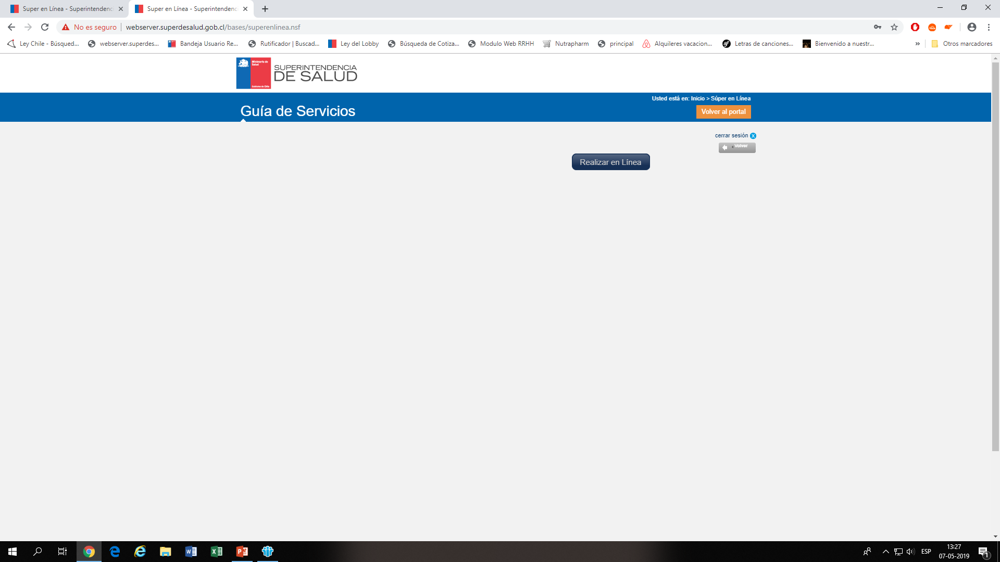 Super en Línea - Superintendenci
Super en Línea - Superintendenci
No es seguro
webserver.superdesalud.gob.cl/bases/superenlinea.nsf
Ley Chile - Búsqued...
webserver.superdes...
Bandeja Usuario Re...
Rutificador | Buscad...
Ley del Lobby
Búsqueda de Cotiza...
Modulo Web RRHH
Nutrapharm
principal
Alquileres vacacion...
Letras de canciones...
Bienvenido a nuestr...
»
Otros marcadores
Ministerio de
Salud
Gobierno de Chile
SUPERINTENDENCIA
DE SALUD
Usted está en: Inicio > Súper en Línea
Guía de Servicios
Volver al portal
cerrar sesión X
Volver
Realizar en Línea
ESP
13:27
07-05-2019
1